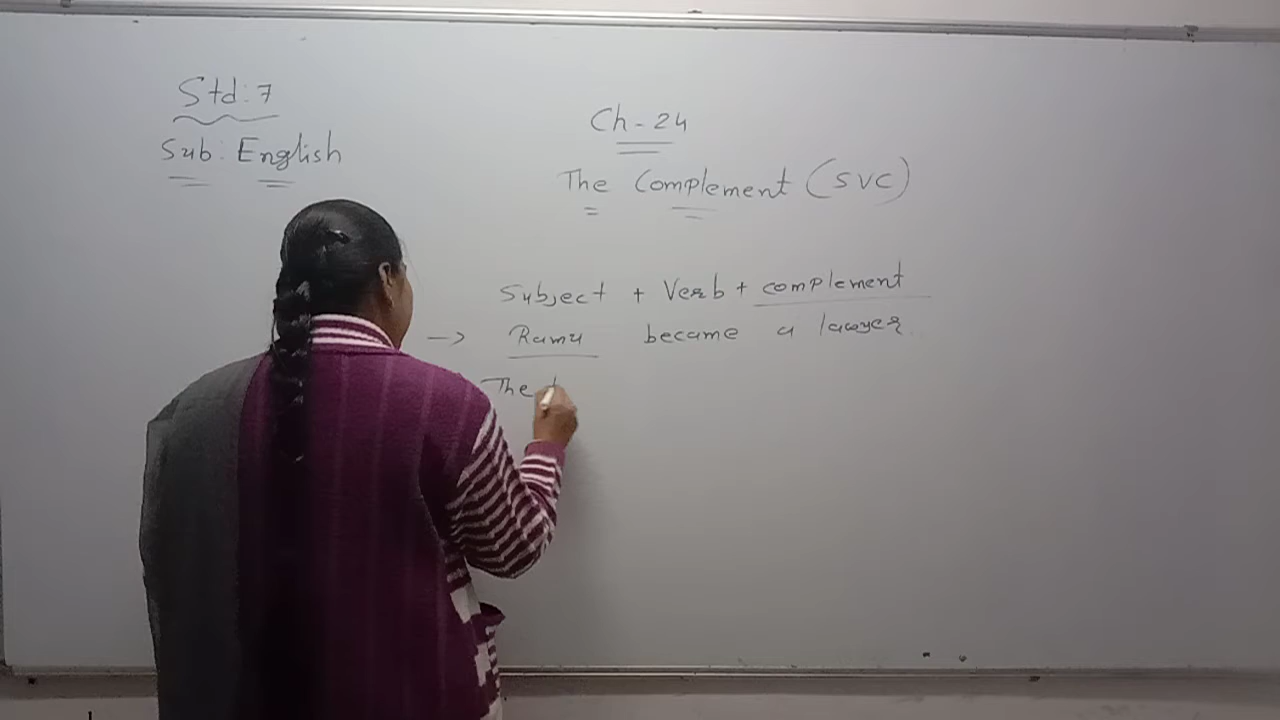 Std: 7
Sub: English
Ch - 24
The Complement (SVC)
Subject + Verb + complement
→ Ramu became a lawyer.
The